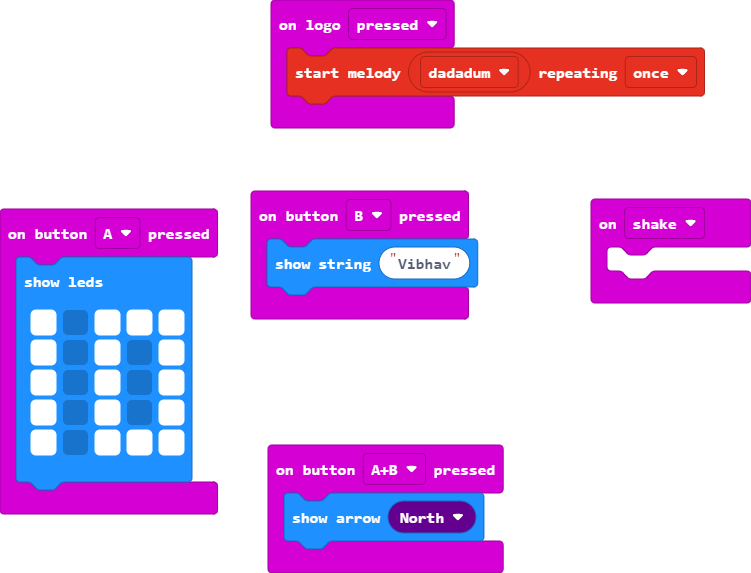 on logo pressed
start melody dadadum repeating once
on button B pressed
show string "Vibhav"
on shake
on button A pressed
show leds
on button A+B pressed
show arrow North